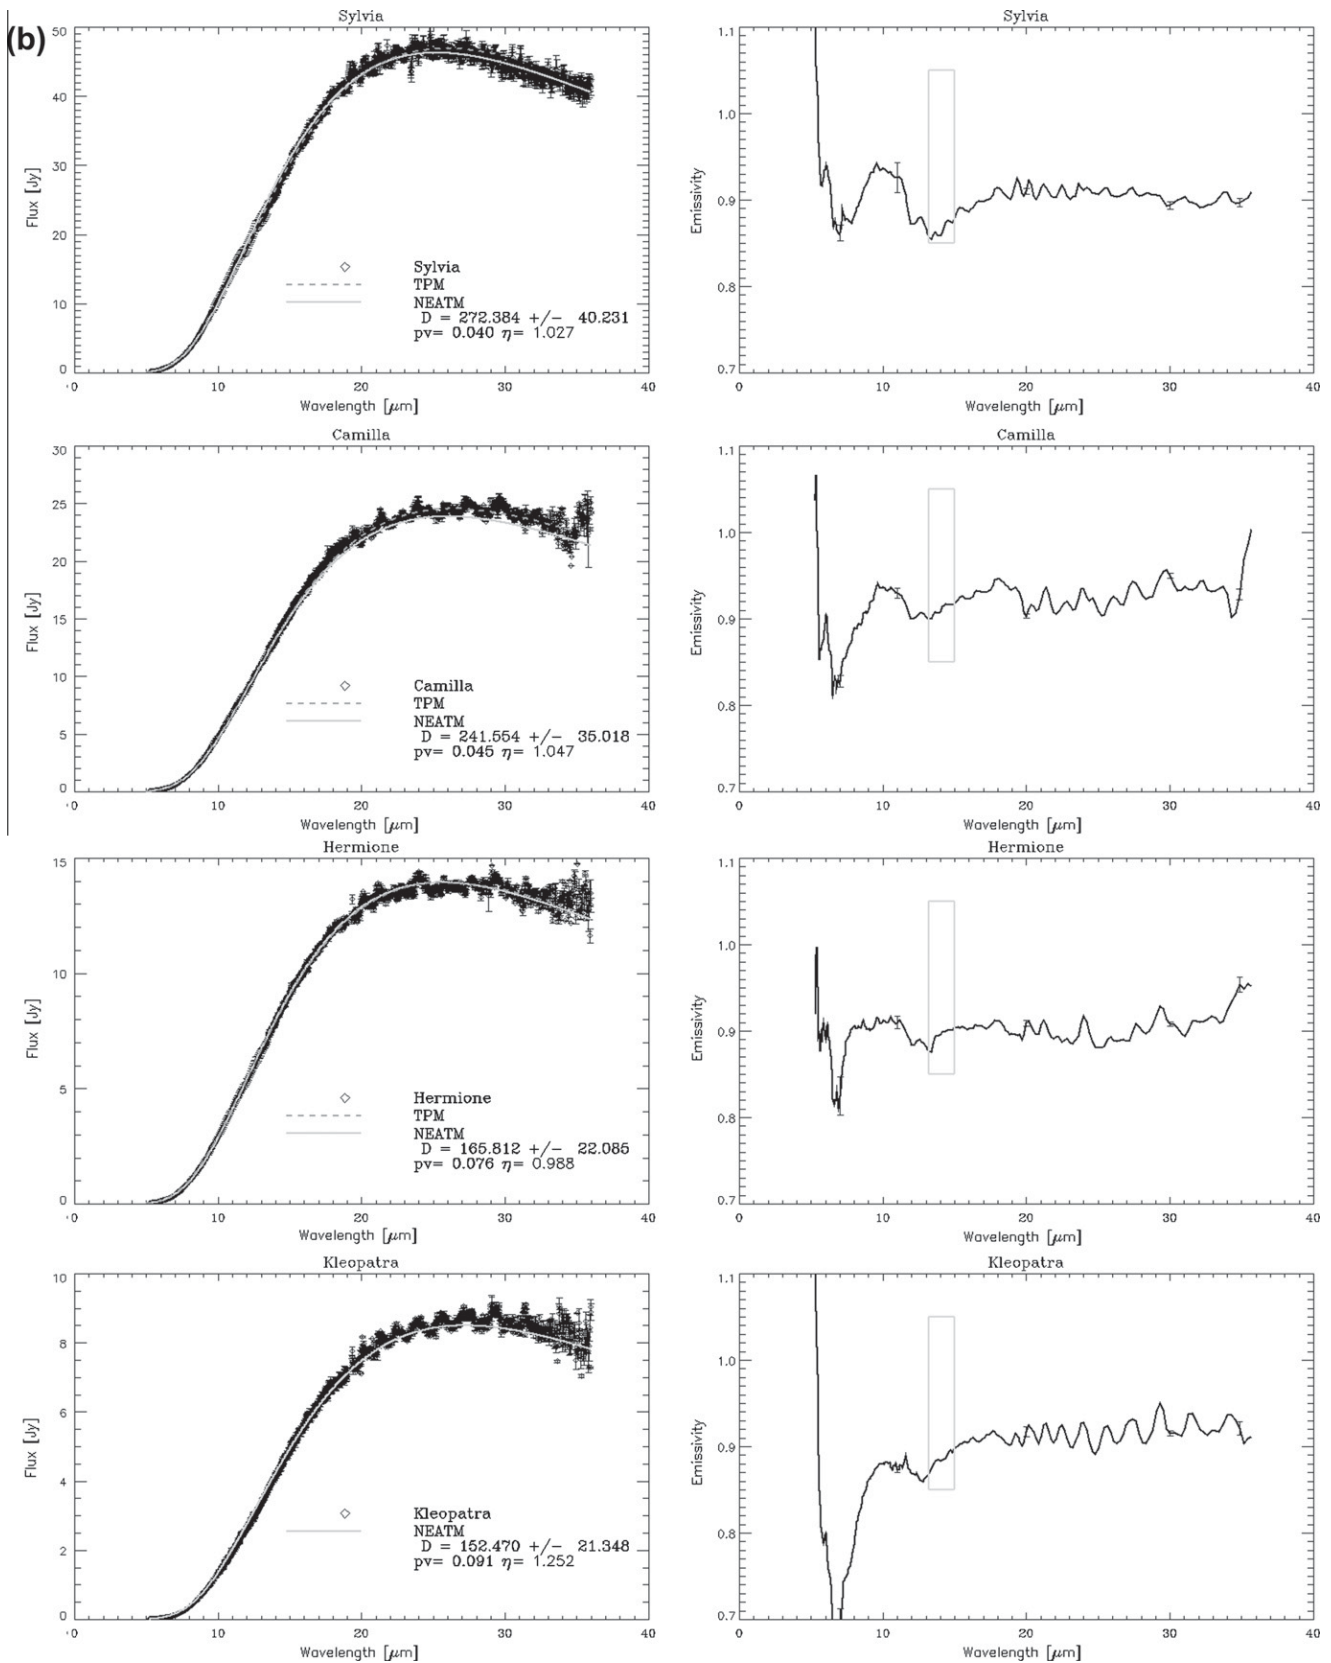 (b)
Sylvia
50
40
30
20
10
0
Flux [Jy]
Sylvia
TPM
NEATM
D = 272.384 +/- 40.231
pv= 0.040 η= 1.027
0 10 20 30 40
Wavelength [μm]
Sylvia
1.1
1.0
0.9
0.8
0.7
Emissivity
0 10 20 30 40
Wavelength [μm]
Camilla
30
25
20
15
10
5
0
Flux [Jy]
Camilla
TPM
NEATM
D = 241.554 +/- 35.018
pv= 0.045 η= 1.047
0 10 20 30 40
Wavelength [μm]
Camilla
1.1
1.0
0.9
0.8
0.7
Emissivity
0 10 20 30 40
Wavelength [μm]
Hermione
15
10
5
0
Flux [Jy]
Hermione
TPM
NEATM
D = 165.812 +/- 22.085
pv= 0.076 η= 0.988
0 10 20 30 40
Wavelength [μm]
Hermione
1.1
1.0
0.9
0.8
0.7
Emissivity
0 10 20 30 40
Wavelength [μm]
Kleopatra
10
8
6
4
2
0
Flux [Jy]
Kleopatra
NEATM
D = 152.470 +/- 21.348
pv= 0.091 η= 1.252
0 10 20 30 40
Wavelength [μm]
Kleopatra
1.1
1.0
0.9
0.8
0.7
Emissivity
0 10 20 30 40
Wavelength [μm]